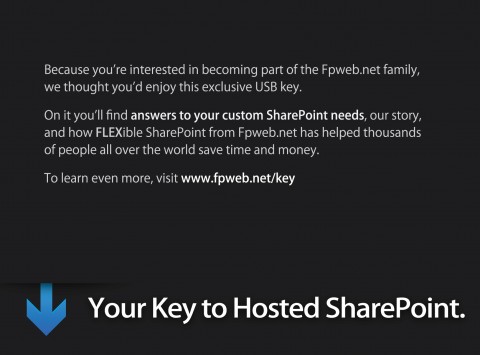 Because you're interested in becoming part of the Fpweb.net family,
we thought you'd enjoy this exclusive USB key.
On it you'll find answers to your custom SharePoint needs, our story,
and how FLEXible SharePoint from Fpweb.net has helped thousands
of people all over the world save time and money.
To learn even more, visit www.fpweb.net/key
Your Key to Hosted SharePoint.